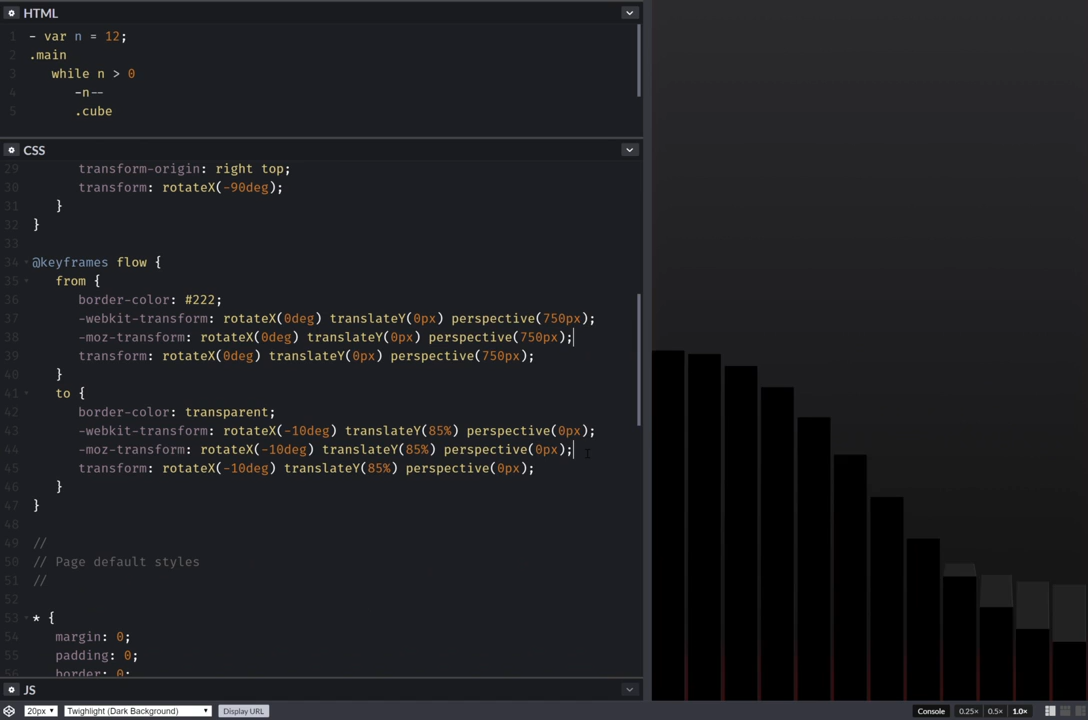 HTML
1 - var n = 12;
2 .main
3 while n > 0
4 -n--
5 .cube
CSS
29 transform-origin: right top;
30 transform: rotateX(-90deg);
31 }
32 }
33
34 @keyframes flow {
35 from {
36 border-color: #222;
37 -webkit-transform: rotateX(0deg) translateY(0px) perspective(750px);
38 -moz-transform: rotateX(0deg) translateY(0px) perspective(750px);
39 transform: rotateX(0deg) translateY(0px) perspective(750px);
40 }
41 to {
42 border-color: transparent;
43 -webkit-transform: rotateX(-10deg) translateY(85%) perspective(0px);
44 -moz-transform: rotateX(-10deg) translateY(85%) perspective(0px);
45 transform: rotateX(-10deg) translateY(85%) perspective(0px);
46 }
47 }
48
49 //
50 // Page default styles
51 //
52
53 * {
54 margin: 0;
55 padding: 0;
56 border: 0;
JS
20px Twighlight (Dark Background) Display URL Console 0.25× 0.5× 1.0×